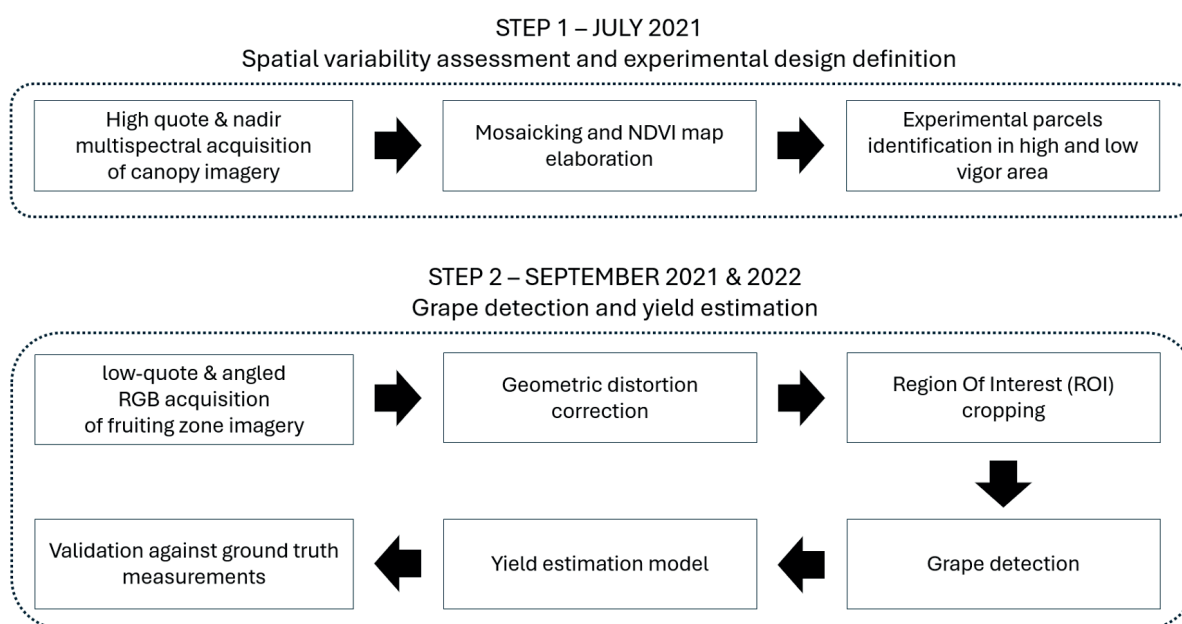 STEP 1 – JULY 2021
Spatial variability assessment and experimental design definition
High quote & nadir
multispectral acquisition
of canopy imagery
Mosaicking and NDVI map
elaboration
Experimental parcels
identification in high and low
vigor area
STEP 2 – SEPTEMBER 2021 & 2022
Grape detection and yield estimation
low-quote & angled
RGB acquisition
of fruiting zone imagery
Geometric distortion
correction
Region Of Interest (ROI)
cropping
Grape detection
Yield estimation model
Validation against ground truth
measurements